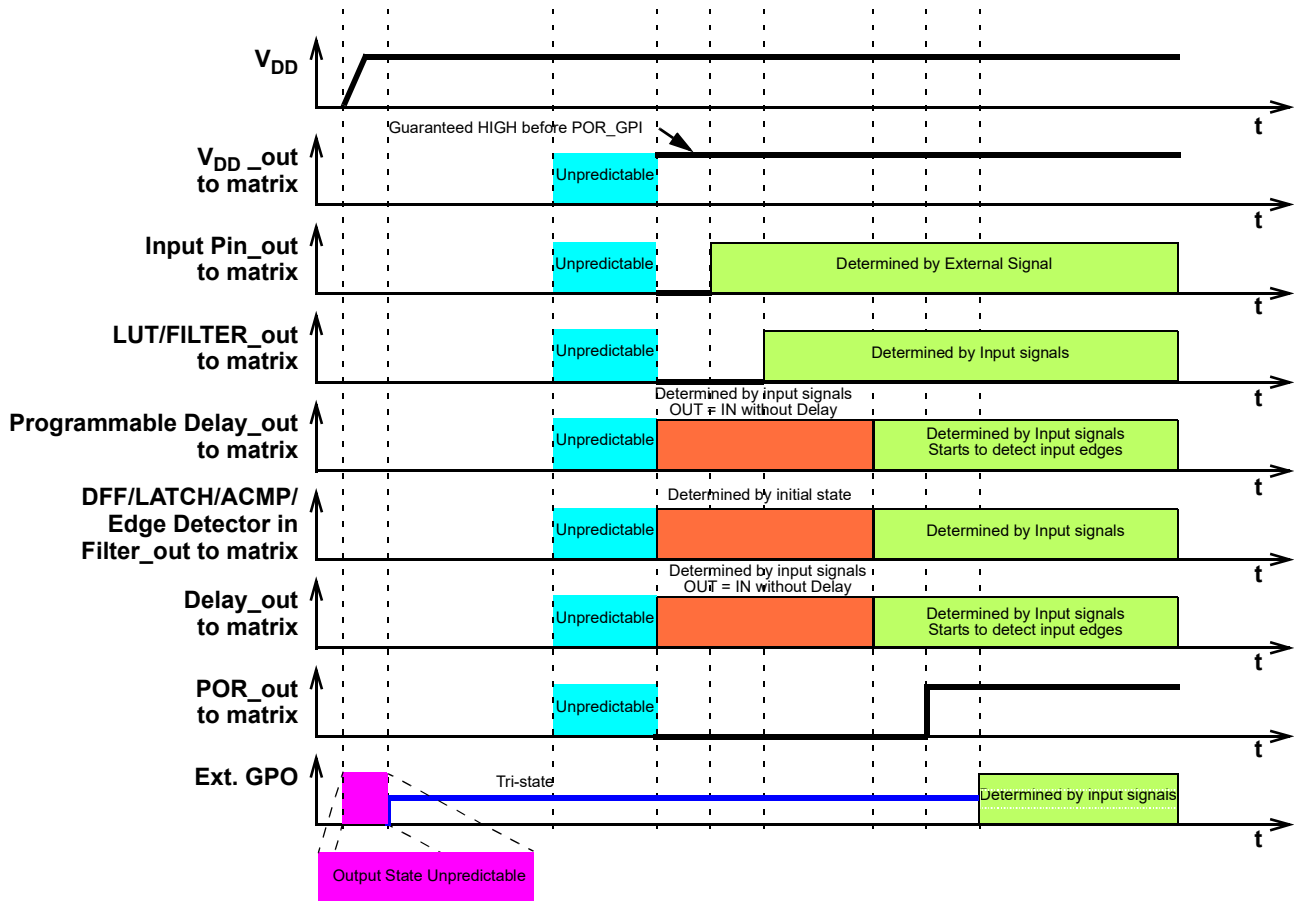 V_DD
t
Guaranteed HIGH before POR_GPI
V_DD _out
to matrix
Unpredictable
t
Input Pin_out
to matrix
Unpredictable
Determined by External Signal
t
LUT/FILTER_out
to matrix
Unpredictable
Determined by Input signals
t
Determined by input signals
OUT = IN without Delay
Programmable Delay_out
to matrix
Unpredictable
Determined by Input signals
Starts to detect input edges
t
DFF/LATCH/ACMP/
Edge Detector in
Filter_out to matrix
Determined by initial state
Unpredictable
Determined by Input signals
t
Determined by input signals
OUT = IN without Delay
Delay_out
to matrix
Unpredictable
Determined by Input signals
Starts to detect input edges
t
POR_out
to matrix
Unpredictable
t
Ext. GPO
Tri-state
Determined by input signals
t
Output State Unpredictable